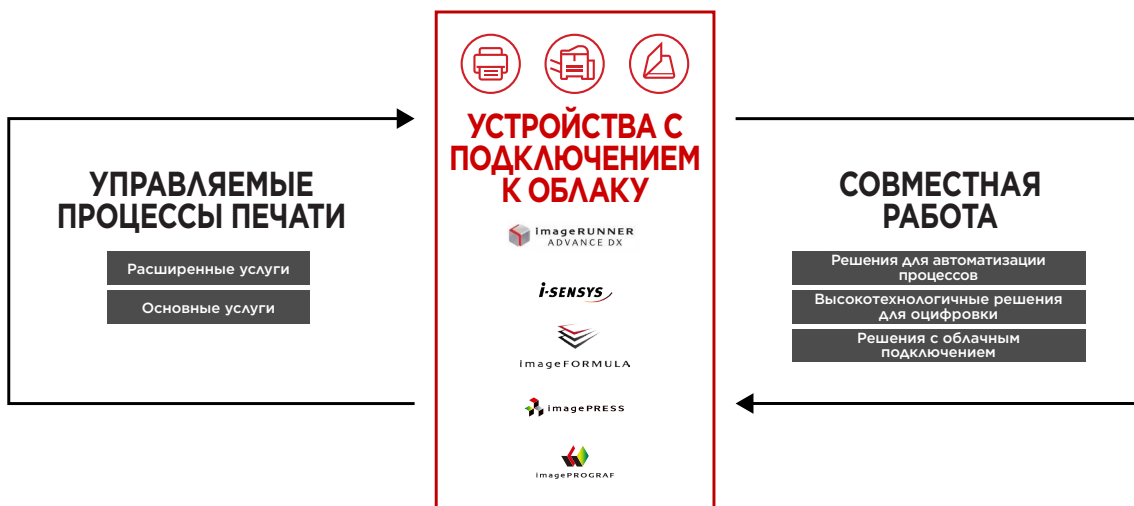 УПРАВЛЯЕМЫЕ
ПРОЦЕССЫ ПЕЧАТИ
Расширенные услуги
Основные услуги
УСТРОЙСТВА С
ПОДКЛЮЧЕНИЕМ
К ОБЛАКУ
imageRUNNER
ADVANCE DX
i-SENSYS
imageFORMULA
imagePRESS
imagePROGRAF
СОВМЕСТНАЯ
РАБОТА
Решения для автоматизации
процессов
Высокотехнологичные решения
для оцифровки
Решения с облачным
подключением